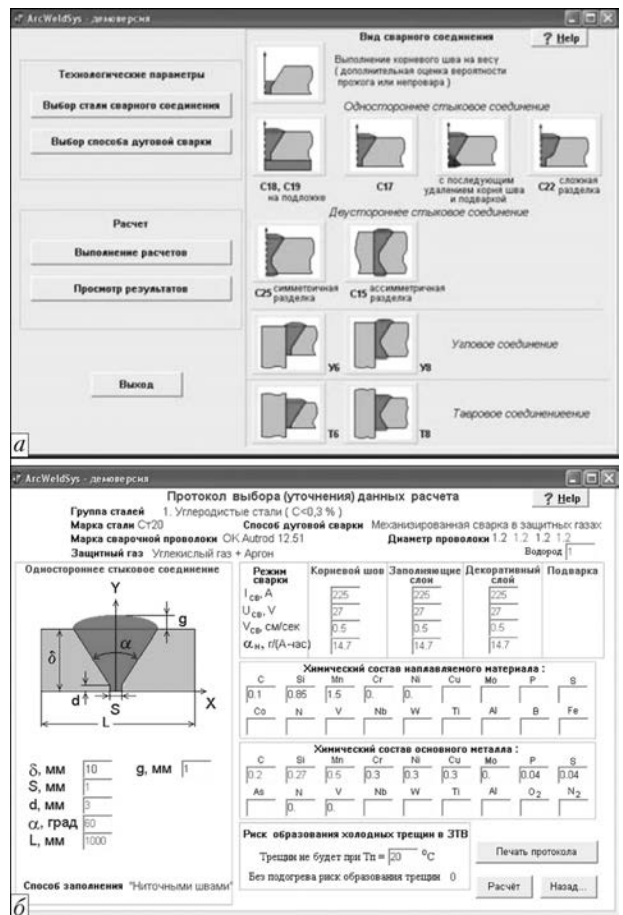 ArcWeldSys - демоверсия
Вид сварного соединения
? Help
Технологические параметры
Выбор стали сварного соединения
Выбор способа дуговой сварки
Выполнение корневого шва на весу
( дополнительная оценка вероятности
прожога или непровара )
Одностороннее стыковое соединение
С18, С19
на подложке
С17
с последующим
удалением корня шва
и подваркой
С22 сложная
разделка
Двустороннее стыковое соединение
Расчет
Выполнение расчетов
Просмотр результатов
С25 симметричная
разделка
С15 ассимметричная
разделка
У6
У8
Угловое соединение
Выход
Т6
Т8
Тавровое соединениеение
а
ArcWeldSys - демоверсия
Протокол выбора (уточнения) данных расчета
? Help
Группа сталей 1. Углеродистые стали ( C<0,3 % )
Марка стали Ст20 Способ дуговой сварки Механизированная сварка в защитных газах
Марка сварочной проволоки OK Autrod 12.51 Диаметр проволоки 1.2 1.2 1.2 1.2
Защитный газ Углекислый газ + Аргон Водород 1
Одностороннее стыковое соединение
Y
g
α
δ
d
S
X
L
δ, мм 10 g, мм 1
S, мм 1
d, мм 3
α, град 60
L, мм 1000
Способ заполнения "Ниточными швами"
Режим сварки Корневой шов Заполняющие слои Декоративный слой Подварка
Iсв, А 225 225 225
Uсв, V 27 27 27
Vсв, см/сек 0.5 0.5 0.5
αн, г/(А-час) 14.7 14.7 14.7
Химический состав наплавляемого материала :
C Si Mn Cr Ni Cu Mo P S
0.1 0.85 1.5 0. 0.
Co N V Nb W Ti Al B Fe
Химический состав основного металла :
C Si Mn Cr Ni Cu Mo P S
0.2 0.27 0.5 0.3 0.3 0.3 0. 0.04 0.04
As N V Nb W Ti Al O2 N2
0. 0.
Риск образования холодных трещин в ЗТВ
Трещин не будет при Тп = 20 °C
Без подогрева риск образования трещин 0
Печать протокола
Расчёт
Назад...
б